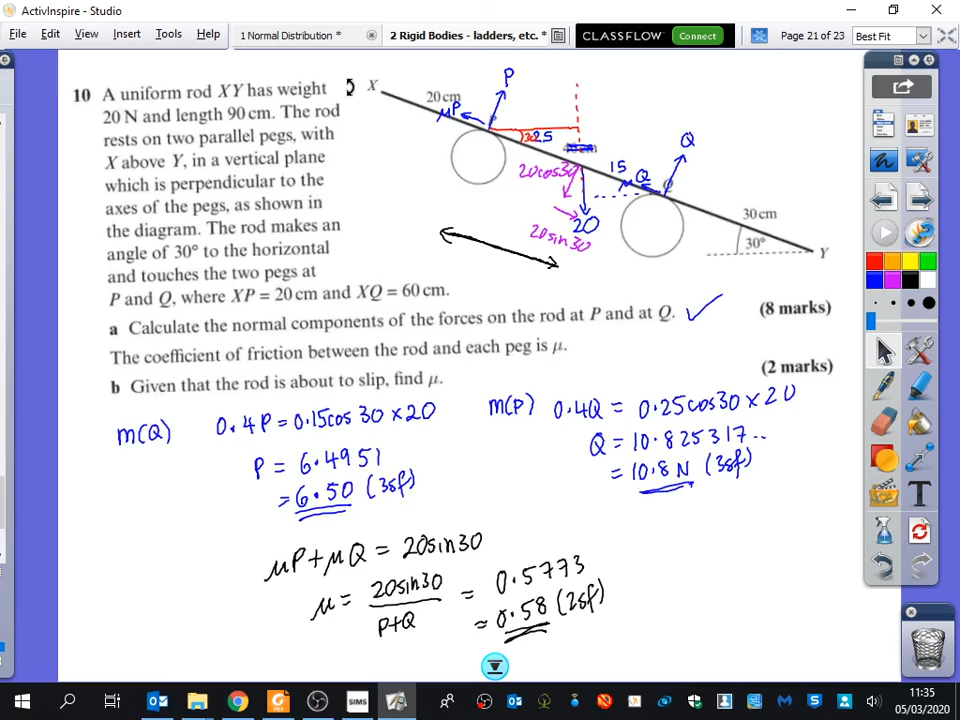 ActivInspire - Studio
File Edit View Insert Tools Help
1 Normal Distribution *
2 Rigid Bodies - ladders, etc. *
CLASSFLOW Connect
Page 21 of 23
Best Fit
10 A uniform rod XY has weight
20 N and length 90 cm. The rod
rests on two parallel pegs, with
X above Y, in a vertical plane
which is perpendicular to the
axes of the pegs, as shown in
the diagram. The rod makes an
angle of 30° to the horizontal
and touches the two pegs at
P and Q, where XP = 20 cm and XQ = 60 cm.
X
20 cm
P
μP
25
20cos30
15
μQ
Q
20
20sin30
30 cm
30°
Y
a Calculate the normal components of the forces on the rod at P and at Q. ✓ (8 marks)
The coefficient of friction between the rod and each peg is μ.
b Given that the rod is about to slip, find μ. (2 marks)
m(Q) 0.4P = 0.15cos30 × 20
P = 6.4951
= 6.50 (3sf)
m(P) 0.4Q = 0.25cos30 × 20
Q = 10.825317..
= 10.8 N (3sf)
μP + μQ = 20sin30
μ = 20sin30 / P+Q = 0.5773
= 0.58 (2sf)
SIMS
11:35
05/03/2020